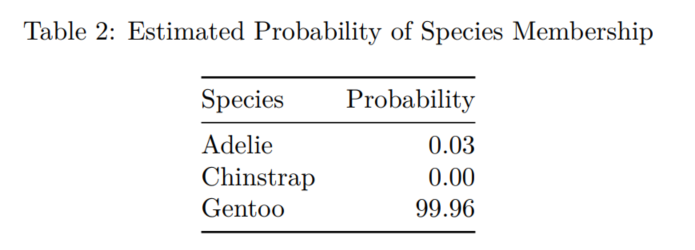 Table 2: Estimated Probability of Species Membership
Species Probability
Adelie 0.03
Chinstrap 0.00
Gentoo 99.96